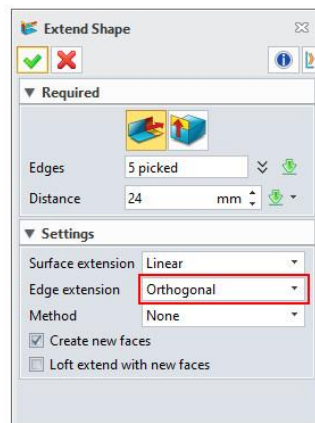 Extend Shape
Required
Edges 5 picked
Distance 24 mm
Settings
Surface extension Linear
Edge extension Orthogonal
Method None
Create new faces
Loft extend with new faces